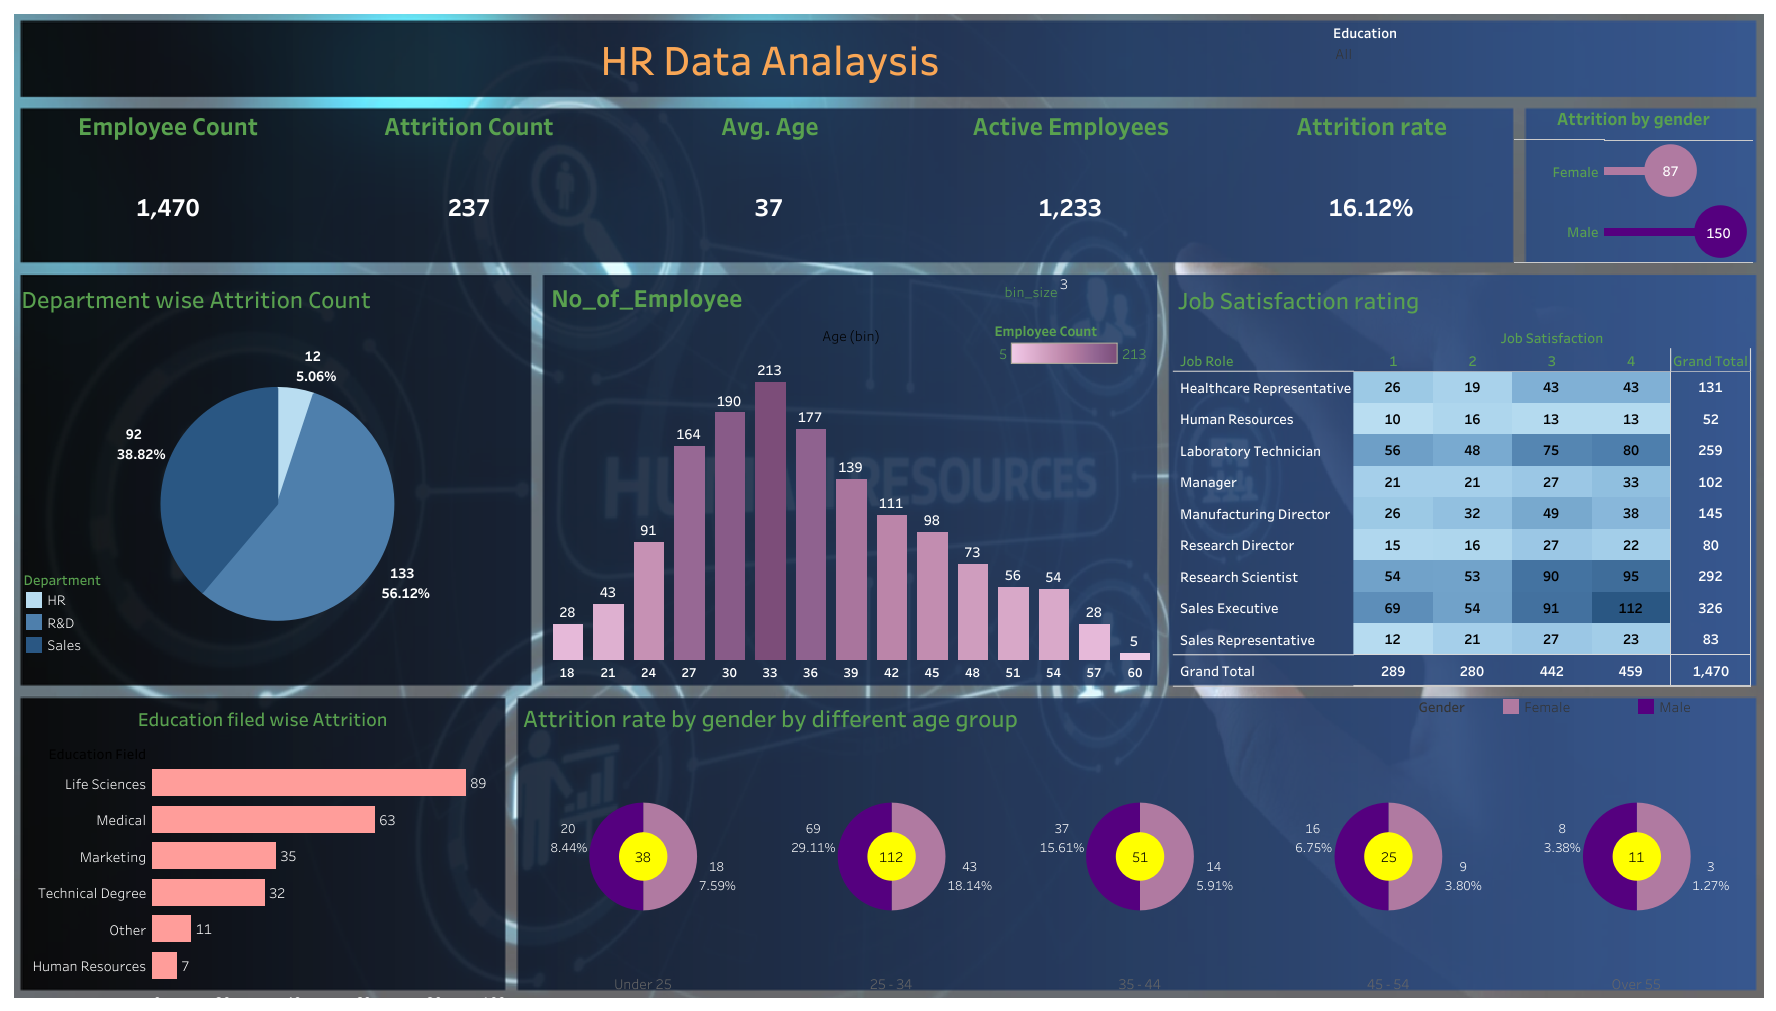 HR Data Analaysis
Education
All
Employee Count
Attrition Count
Avg. Age
Active Employees
Attrition rate
1,470
237
37
1,233
16.12%
Attrition by gender
Female 87
Male 150
Department wise Attrition Count
12
5.06%
92
38.82%
133
56.12%
Department
HR
R&D
Sales
No_of_Employee
bin_size 3
Age (bin)
Employee Count
5 213
28 43 91 164 190 213 177 139 111 98 73 56 54 28 5
18 21 24 27 30 33 36 39 42 45 48 51 54 57 60
HUMAN RESOURCES
Job Satisfaction rating
Job Satisfaction
Job Role 1 2 3 4 Grand Total
Healthcare Representative 26 19 43 43 131
Human Resources 10 16 13 13 52
Laboratory Technician 56 48 75 80 259
Manager 21 21 27 33 102
Manufacturing Director 26 32 49 38 145
Research Director 15 16 27 22 80
Research Scientist 54 53 90 95 292
Sales Executive 69 54 91 112 326
Sales Representative 12 21 27 23 83
Grand Total 289 280 442 459 1,470
Education filed wise Attrition
Education Field
Life Sciences 89
Medical 63
Marketing 35
Technical Degree 32
Other 11
Human Resources 7
Attrition rate by gender by different age group
Gender Female Male
20
8.44%
38
18
7.59%
69
29.11%
112
43
18.14%
37
15.61%
51
14
5.91%
16
6.75%
25
9
3.80%
8
3.38%
11
3
1.27%
Under 25
25 - 34
35 - 44
45 - 54
Over 55